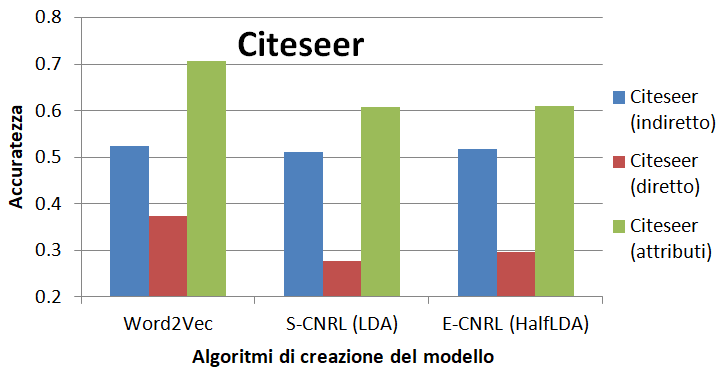 Citeseer
0.8
0.7
0.6
0.5
0.4
0.3
0.2
Accuratezza
Word2Vec
S-CNRL (LDA)
E-CNRL (HalfLDA)
Algoritmi di creazione del modello
Citeseer
(indiretto)
Citeseer
(diretto)
Citeseer
(attributi)